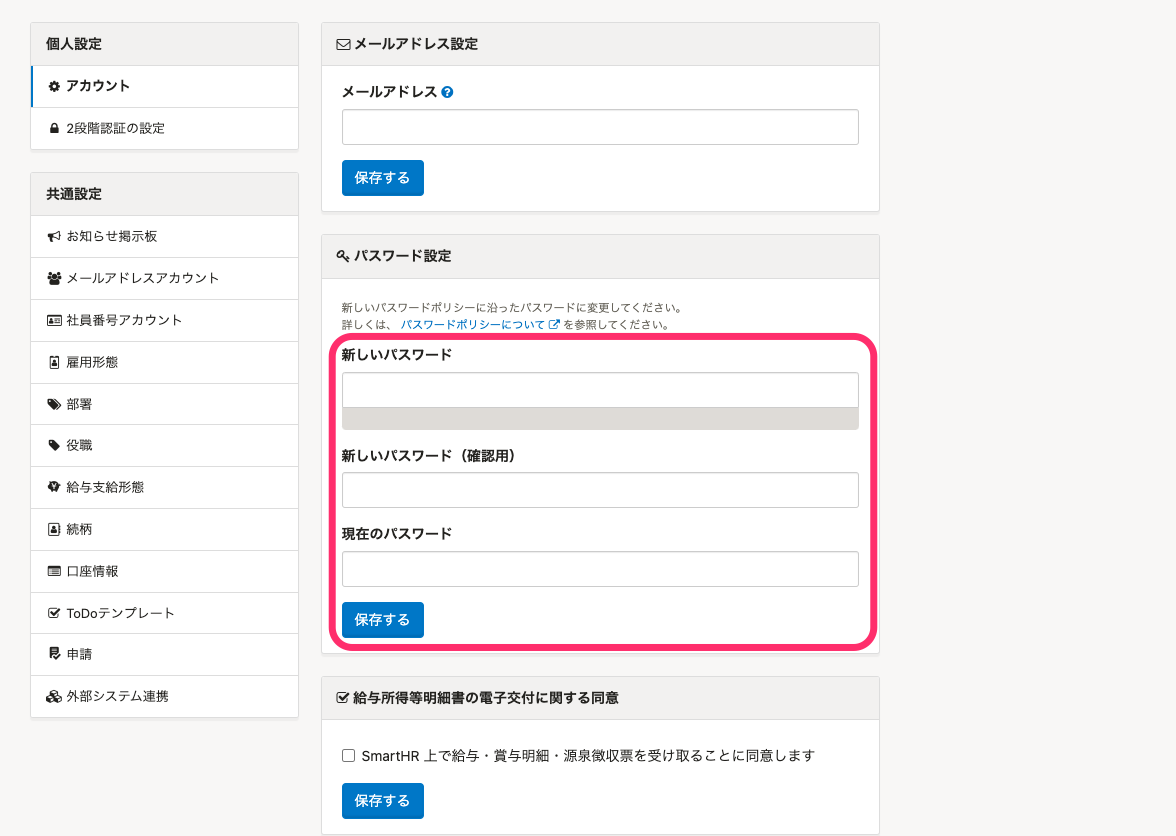 個人設定
アカウント
2段階認証の設定
共通設定
お知らせ掲示板
メールアドレスアカウント
社員番号アカウント
雇用形態
部署
役職
給与支給形態
続柄
口座情報
ToDoテンプレート
申請
外部システム連携
メールアドレス設定
メールアドレス
保存する
パスワード設定
新しいパスワードポリシーに沿ったパスワードに変更してください。
詳しくは、 パスワードポリシーについて を参照してください。
新しいパスワード
新しいパスワード（確認用）
現在のパスワード
保存する
給与所得等明細書の電子交付に関する同意
SmartHR 上で給与・賞与明細・源泉徴収票を受け取ることに同意します
保存する